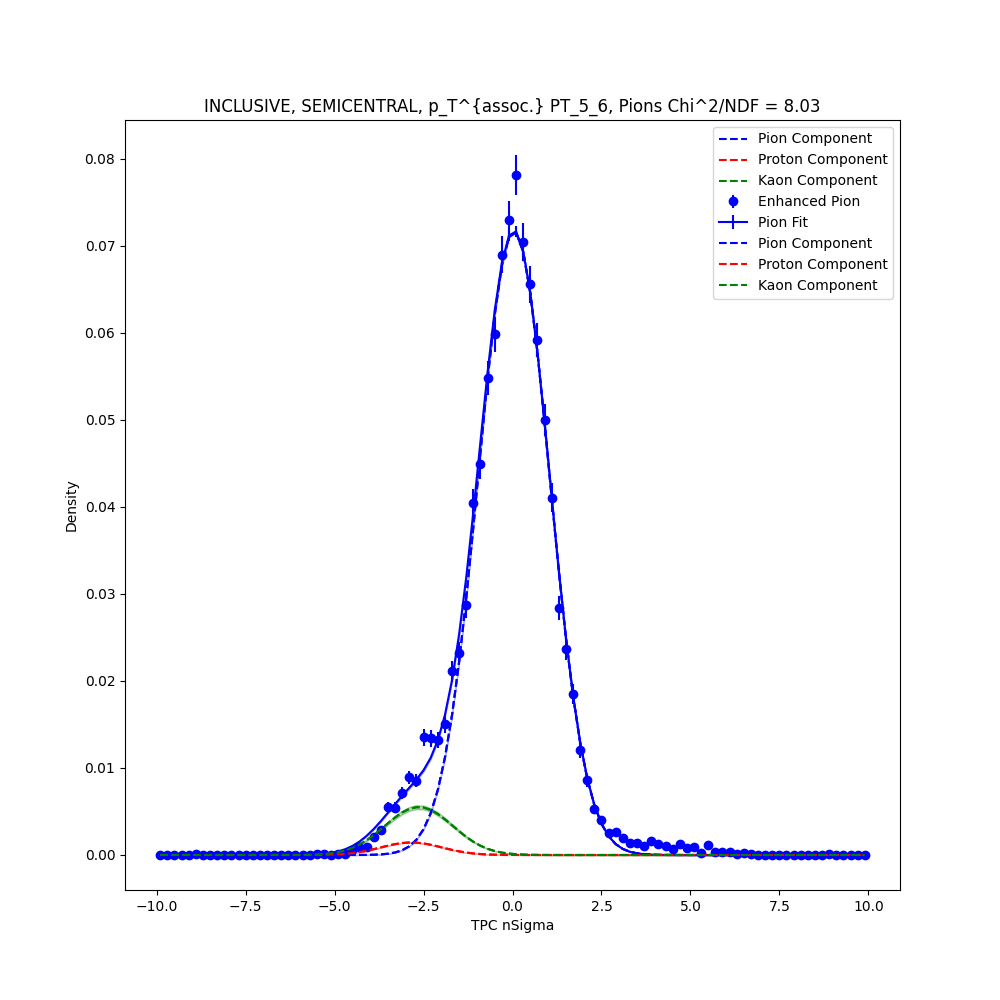 INCLUSIVE, SEMICENTRAL, p_T^{assoc.} PT_5_6, Pions Chi^2/NDF = 8.03
Pion Component
Proton Component
Kaon Component
Enhanced Pion
Pion Fit
Pion Component
Proton Component
Kaon Component
0.08
0.07
0.06
0.05
0.04
0.03
0.02
0.01
0.00
Density
−10.0 −7.5 −5.0 −2.5 0.0 2.5 5.0 7.5 10.0
TPC nSigma